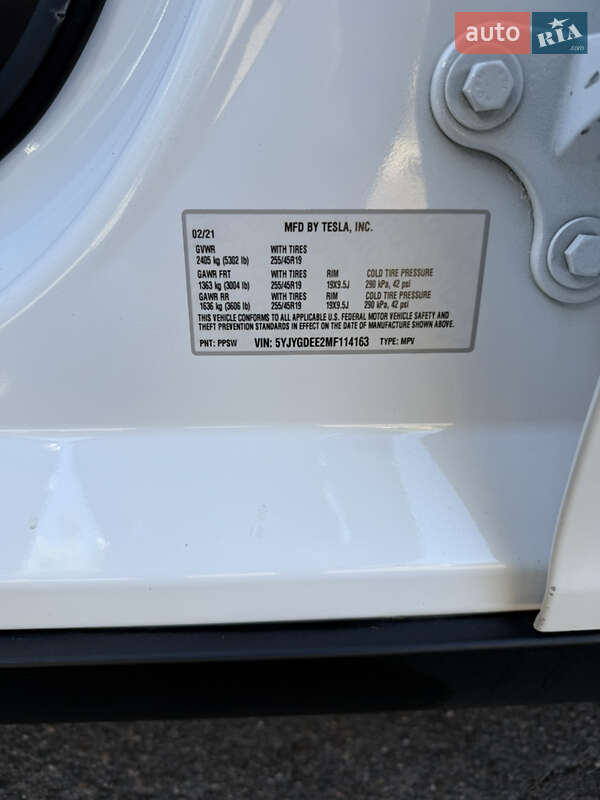 auto RIA .com
02/21 MFD BY TESLA, INC.
GVWR WITH TIRES
2405 kg (5302 lb) 255/45R19
GAWR FRT WITH TIRES RIM COLD TIRE PRESSURE
1363 kg (3004 lb) 255/45R19 19X9.5J 290 kPa, 42 psi
GAWR RR WITH TIRES RIM COLD TIRE PRESSURE
1636 kg (3606 lb) 255/45R19 19X9.5J 290 kPa, 42 psi
THIS VEHICLE CONFORMS TO ALL APPLICABLE U.S. FEDERAL MOTOR VEHICLE SAFETY AND
THEFT PREVENTION STANDARDS IN EFFECT ON THE DATE OF MANUFACTURE SHOWN ABOVE.
PNT: PPSW VIN: 5YJYGDEE2MF114163 TYPE: MPV